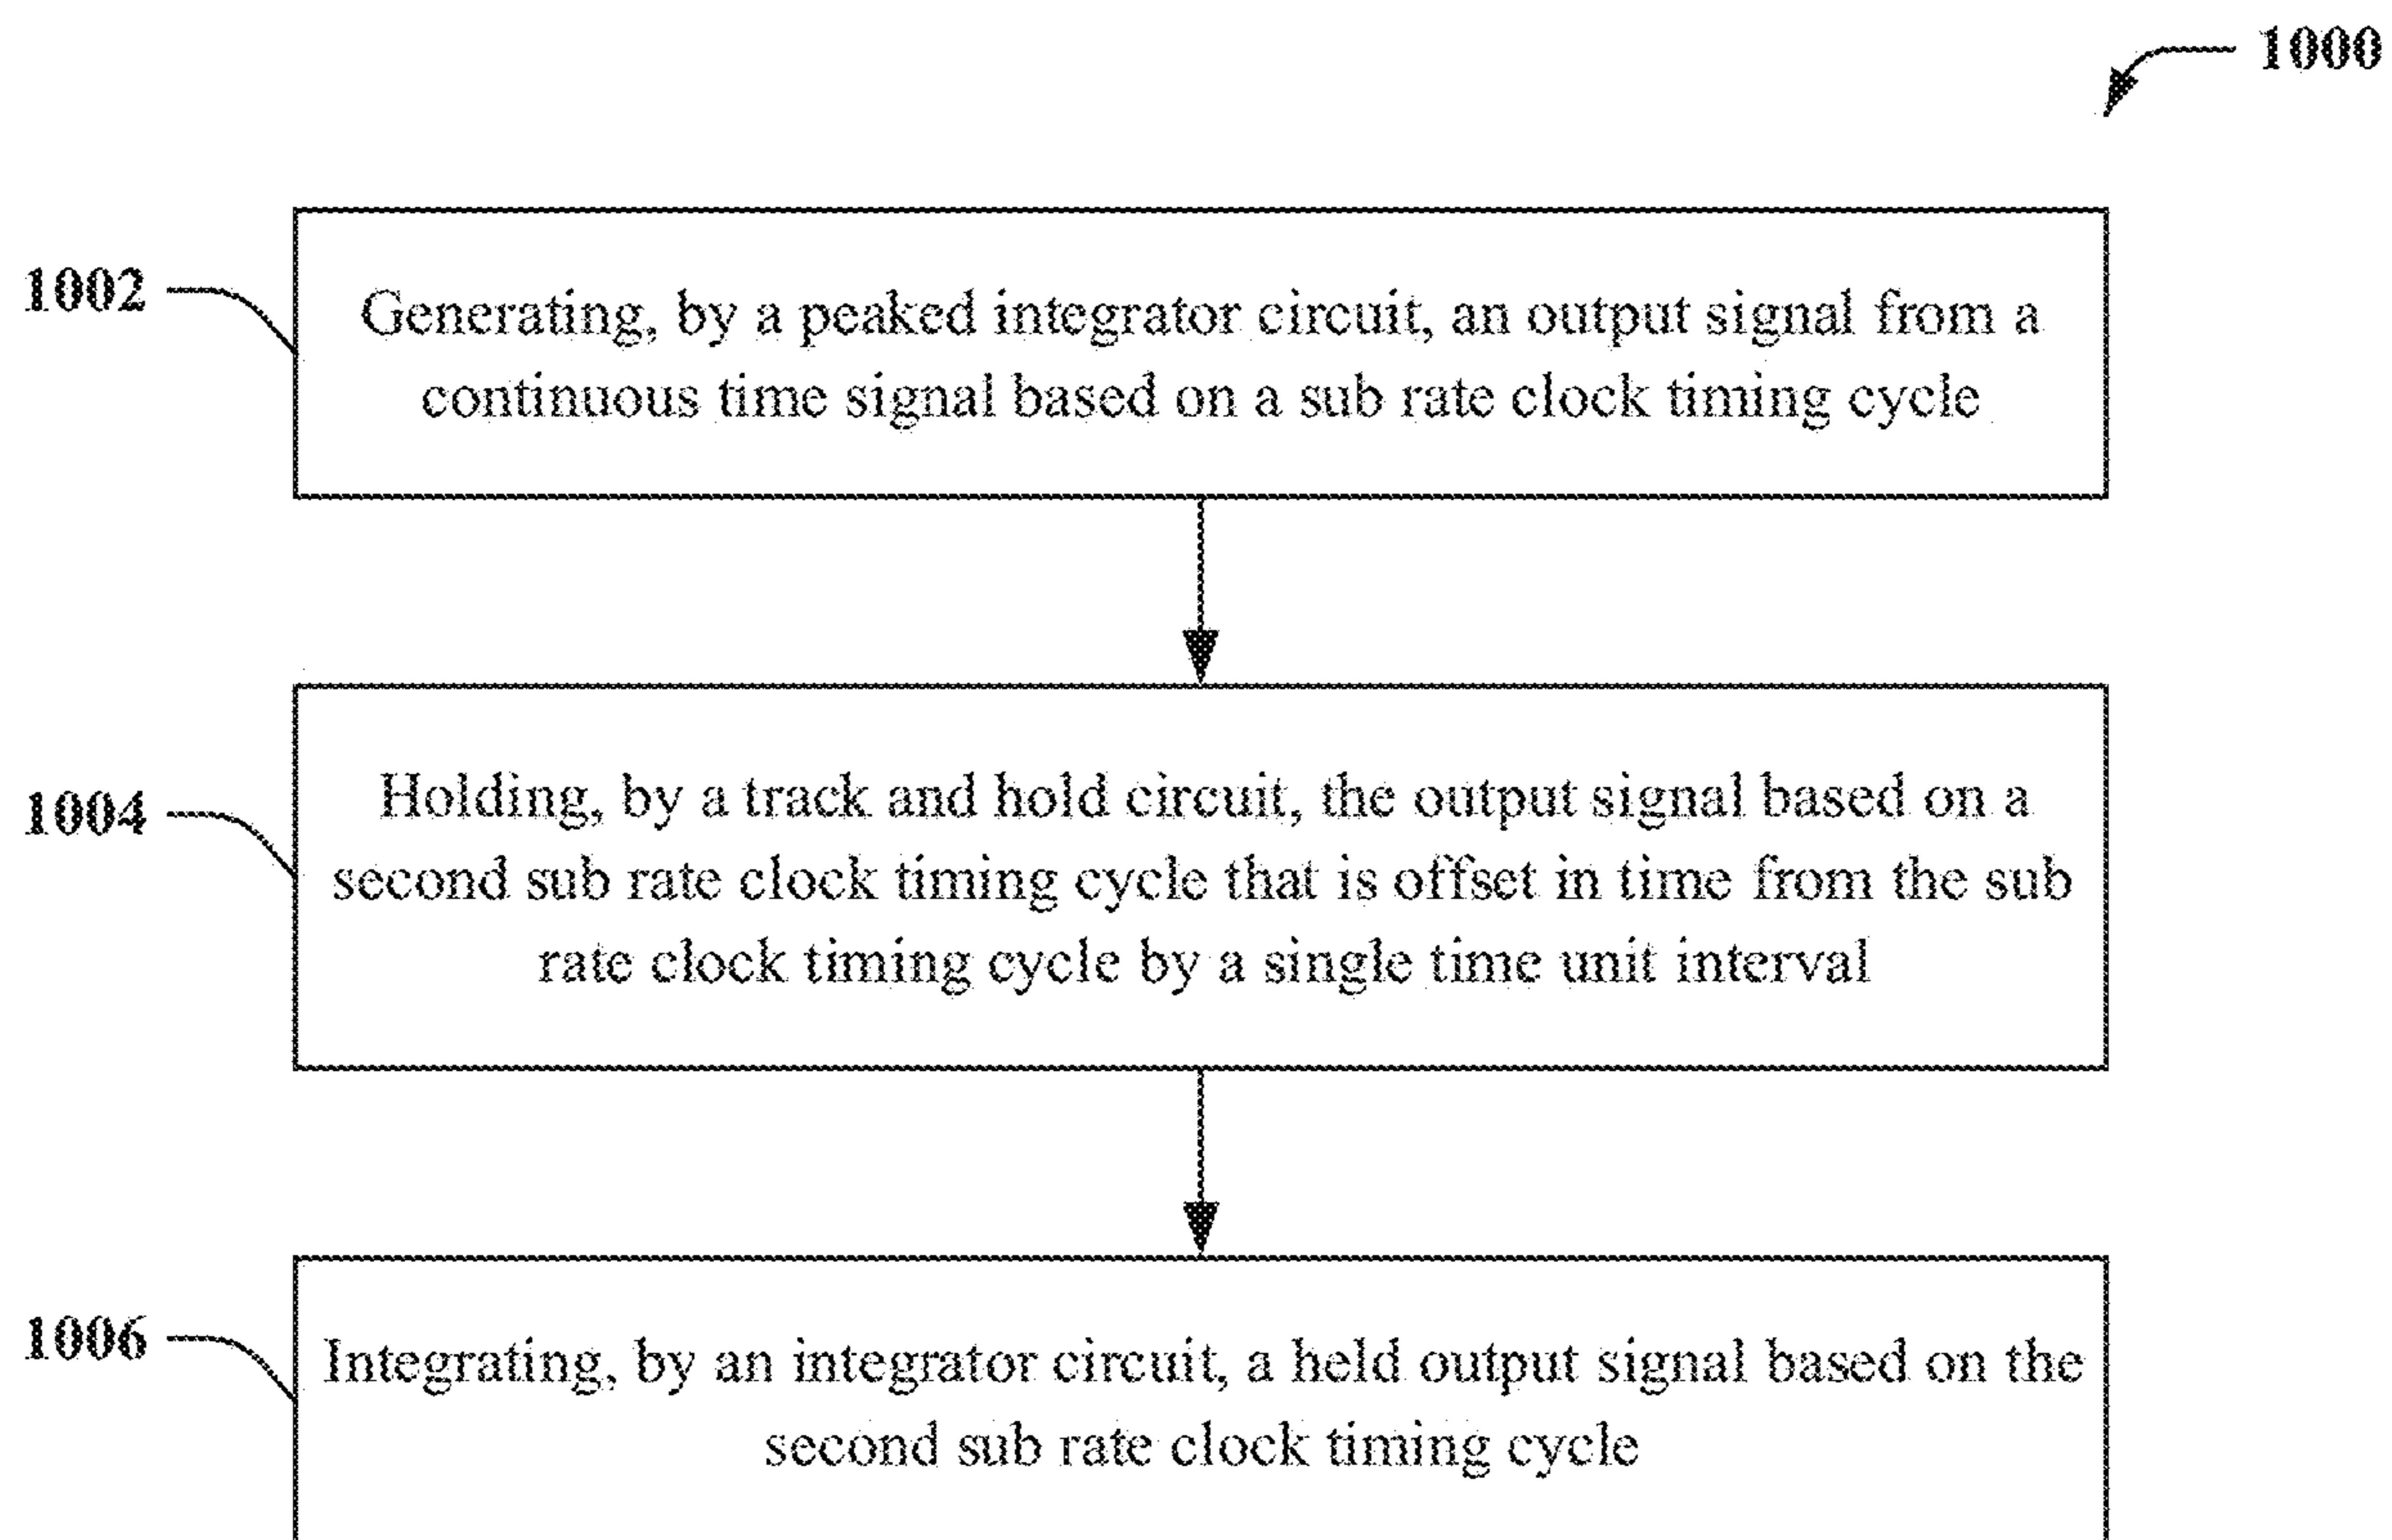 1000
1002
Generating, by a peaked integrator circuit, an output signal from a
continuous time signal based on a sub rate clock timing cycle
1004
Holding, by a track and hold circuit, the output signal based on a
second sub rate clock timing cycle that is offset in time from the sub
rate clock timing cycle by a single time unit interval
1006
Integrating, by an integrator circuit, a held output signal based on the
second sub rate clock timing cycle